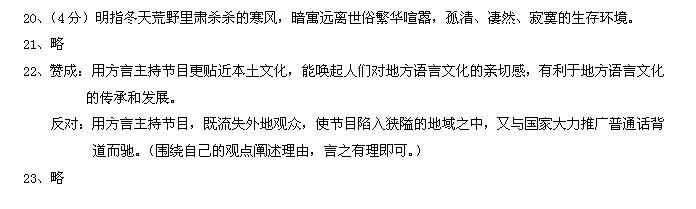 20、（4分）明指冬天荒野里肃杀杀的寒风，暗寓远离世俗繁华喧嚣，孤清、凄然、寂寞的生存环境。
21、略
22、赞成：用方言主持节目更贴近本土文化，能唤起人们对地方语言文化的亲切感，有利于地方语言文化
的传承和发展。
反对：用方言主持节目，既流失外地观众，使节目陷入狭隘的地域之中，又与国家大力推广普通话背
道而驰。（围绕自己的观点阐述理由，言之有理即可。）
23、略